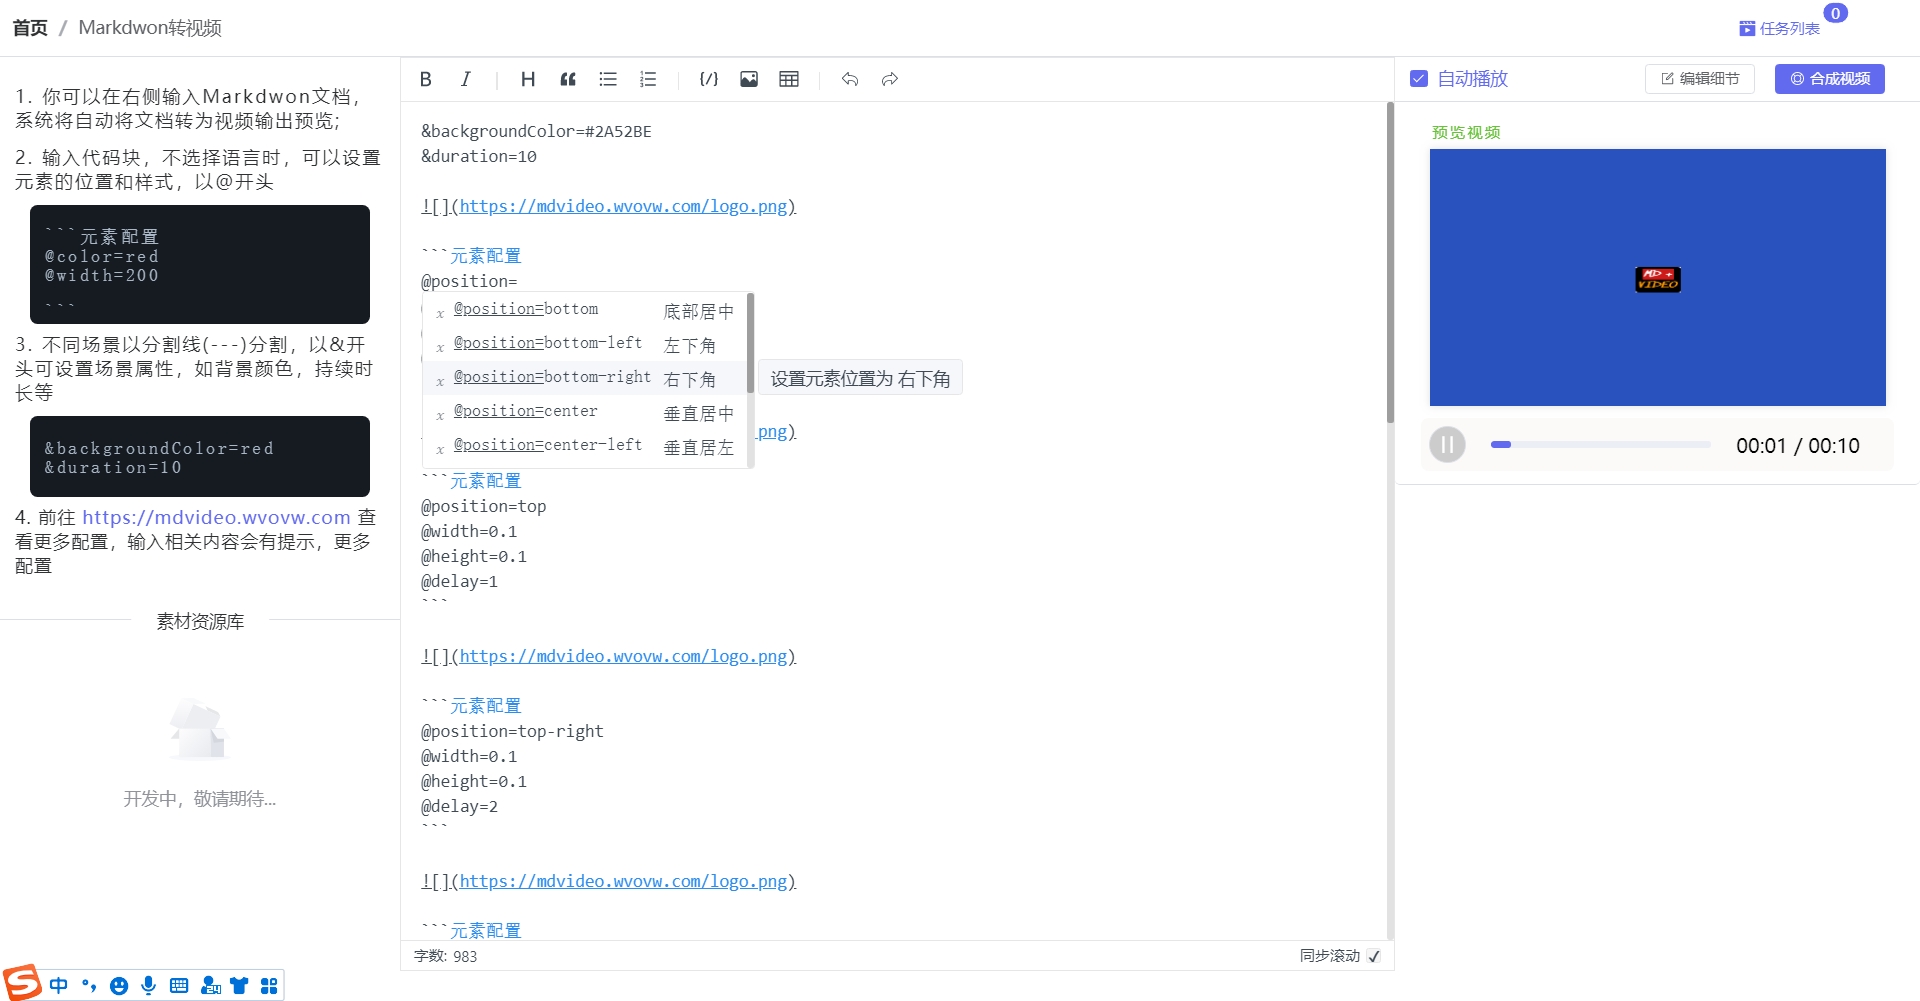 首页 / Markdwon转视频
任务列表
0
1. 你可以在右侧输入Markdwon文档，
系统将自动将文档转为视频输出预览；
2. 输入代码块，不选择语言时，可以设置
元素的位置和样式，以@开头
```元素配置
@color=red
@width=200
```
3. 不同场景以分割线(---)分割，以&开
头可设置场景属性，如背景颜色，持续时
长等
&backgroundColor=red
&duration=10
4. 前往 https://mdvideo.wvovw.com 查
看更多配置，输入相关内容会有提示，更多
配置
素材资源库
开发中，敬请期待...
B I H
&backgroundColor=#2A52BE
&duration=10
![](https://mdvideo.wvovw.com/logo.png)
```元素配置
@position=
x @position=bottom 底部居中
x @position=bottom-left 左下角
x @position=bottom-right 右下角
设置元素位置为 右下角
x @position=center 垂直居中
x @position=center-left 垂直居左
png)
```元素配置
@position=top
@width=0.1
@height=0.1
@delay=1
```
![](https://mdvideo.wvovw.com/logo.png)
```元素配置
@position=top-right
@width=0.1
@height=0.1
@delay=2
```
![](https://mdvideo.wvovw.com/logo.png)
```元素配置
字数: 983
同步滚动
自动播放
编辑细节
合成视频
预览视频
MD +
VIDEO
00:01 / 00:10
S 中